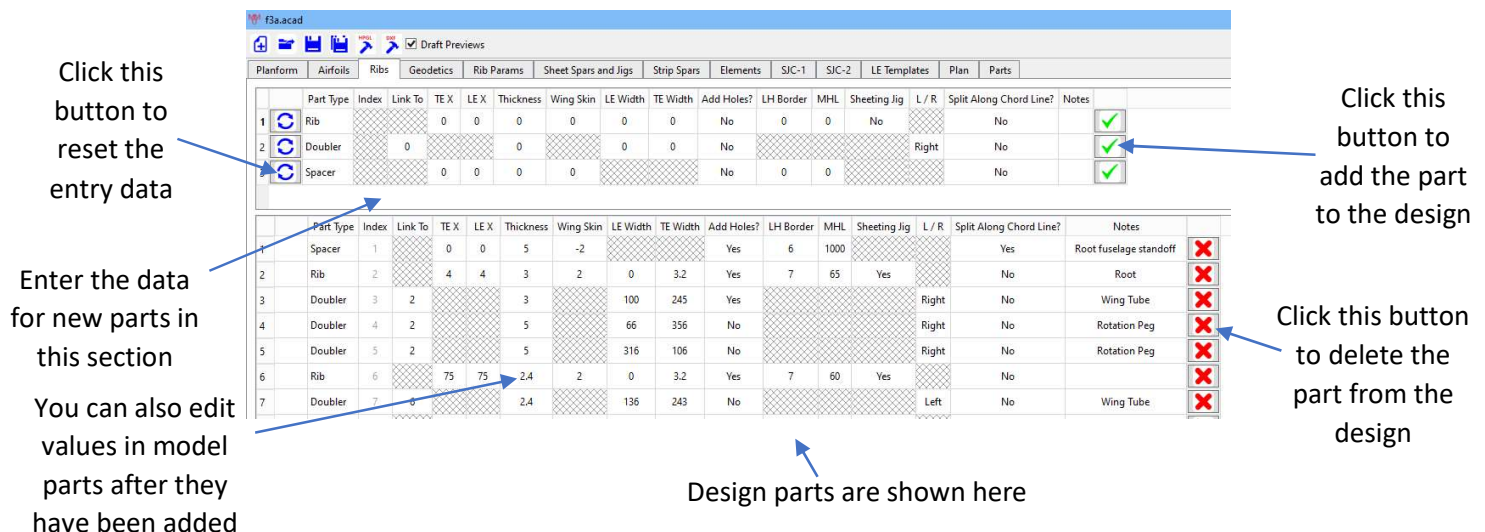 f3a.acad
HPGL DXF Draft Previews
Planform Airfoils Ribs Geodetics Rib Params Sheet Spars and Jigs Strip Spars Elements SJC-1 SJC-2 LE Templates Plan Parts
Part Type Index Link To TE X LE X Thickness Wing Skin LE Width TE Width Add Holes? LH Border MHL Sheeting Jig L / R Split Along Chord Line? Notes
1 Rib 0 0 0 0 0 0 No 0 0 No No
2 Doubler 0 0 0 0 No Right No
Spacer 0 0 0 0 No 0 0 No
Part Type Index Link To TE X LE X Thickness Wing Skin LE Width TE Width Add Holes? LH Border MHL Sheeting Jig L / R Split Along Chord Line? Notes
1 Spacer 1 0 0 5 -2 Yes 6 1000 Yes Root fuselage standoff
2 Rib 2 4 4 3 2 0 3.2 Yes 7 65 Yes No Root
3 Doubler 3 2 3 100 245 Yes Right No Wing Tube
4 Doubler 4 2 5 66 356 No Right No Rotation Peg
5 Doubler 5 2 5 316 106 No Right No Rotation Peg
6 Rib 6 75 75 2.4 2 0 3.2 Yes 7 60 Yes No
7 Doubler 7 6 2.4 136 243 No Left No Wing Tube
Click this
button to
reset the
entry data
Enter the data
for new parts in
this section
You can also edit
values in model
parts after they
have been added
Click this
button to
add the part
to the design
Click this button
to delete the
part from the
design
Design parts are shown here